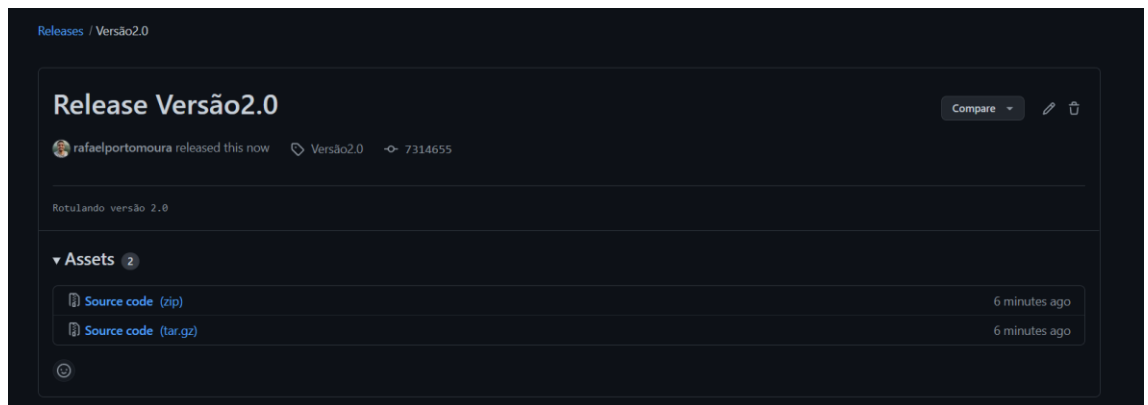 Releases / Versão2.0
Release Versão2.0
Compare
rafaelportomoura released this now Versão2.0 7314655
Rotulando versão 2.0
Assets 2
Source code (zip) 6 minutes ago
Source code (tar.gz) 6 minutes ago